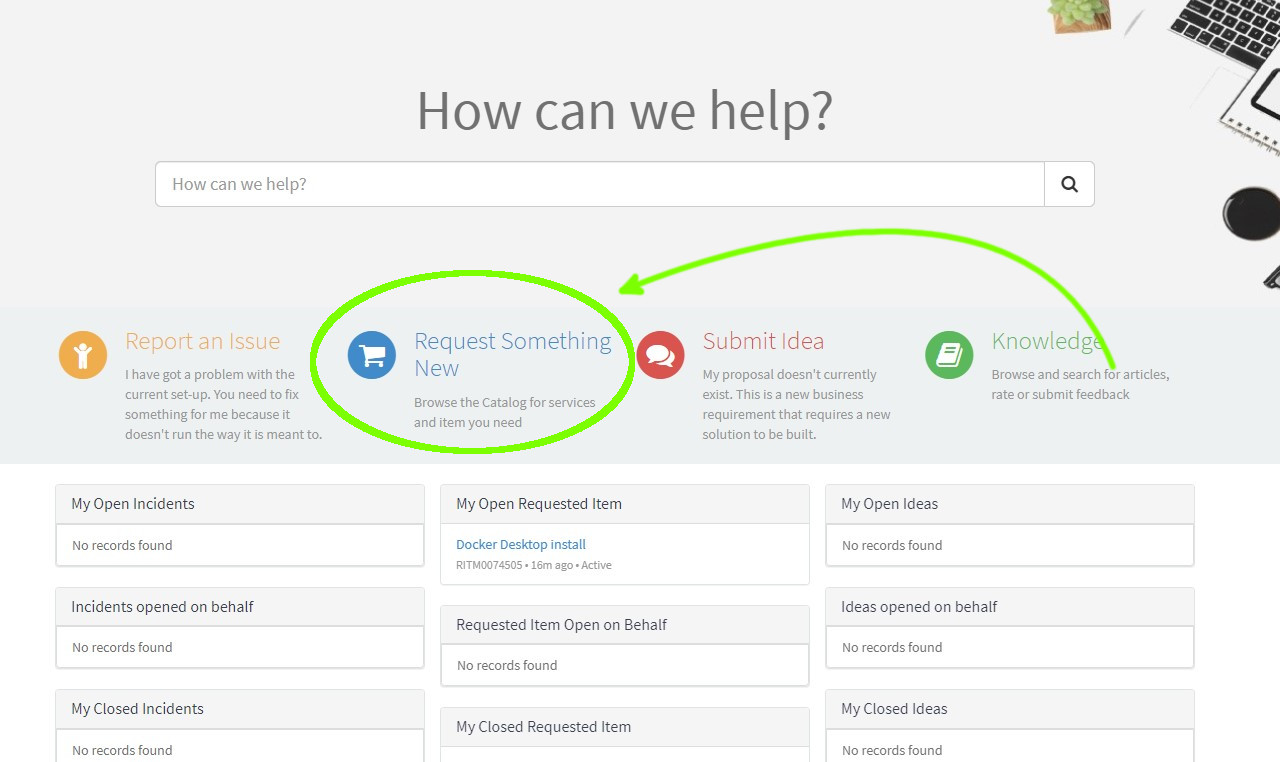 How can we help?
How can we help?
Report an Issue
I have got a problem with the
current set-up. You need to fix
something for me because it
doesn't run the way it is meant to.
Request Something
New
Browse the Catalog for services
and item you need
Submit Idea
My proposal doesn't currently
exist. This is a new business
requirement that requires a new
solution to be built.
Knowledge
Browse and search for articles,
rate or submit feedback
My Open Incidents
No records found
Incidents opened on behalf
No records found
My Closed Incidents
No records found
My Open Requested Item
Docker Desktop install
RITM0074505 • 16m ago • Active
Requested Item Open on Behalf
No records found
My Closed Requested Item
My Open Ideas
No records found
Ideas opened on behalf
No records found
My Closed Ideas
No records found